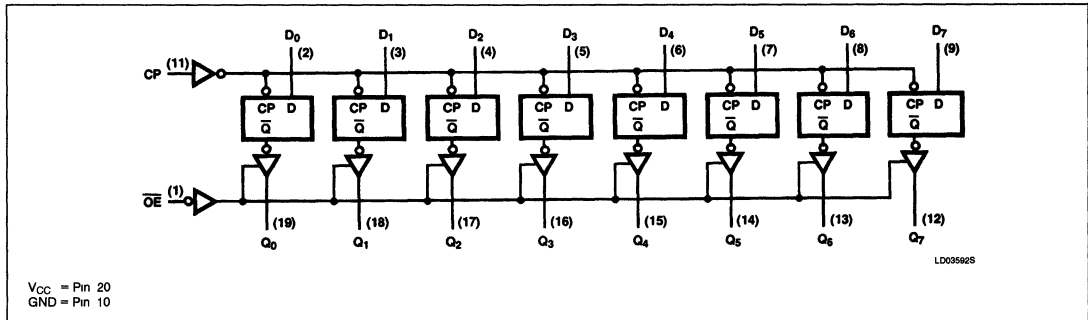 D₀ D₁ D₂ D₃ D₄ D₅ D₆ D₇
(2) (3) (4) (5) (6) (7) (8) (9)
CP (11)
CP D CP D CP D CP D CP D CP D CP D CP D
Q̅ Q̅ Q̅ Q̅ Q̅ Q̅ Q̅ Q̅
O̅E̅ (1)
(19) (18) (17) (16) (15) (14) (13) (12)
Q₀ Q₁ Q₂ Q₃ Q₄ Q₅ Q₆ Q₇
LD03592S
V_CC = Pin 20
GND = Pin 10